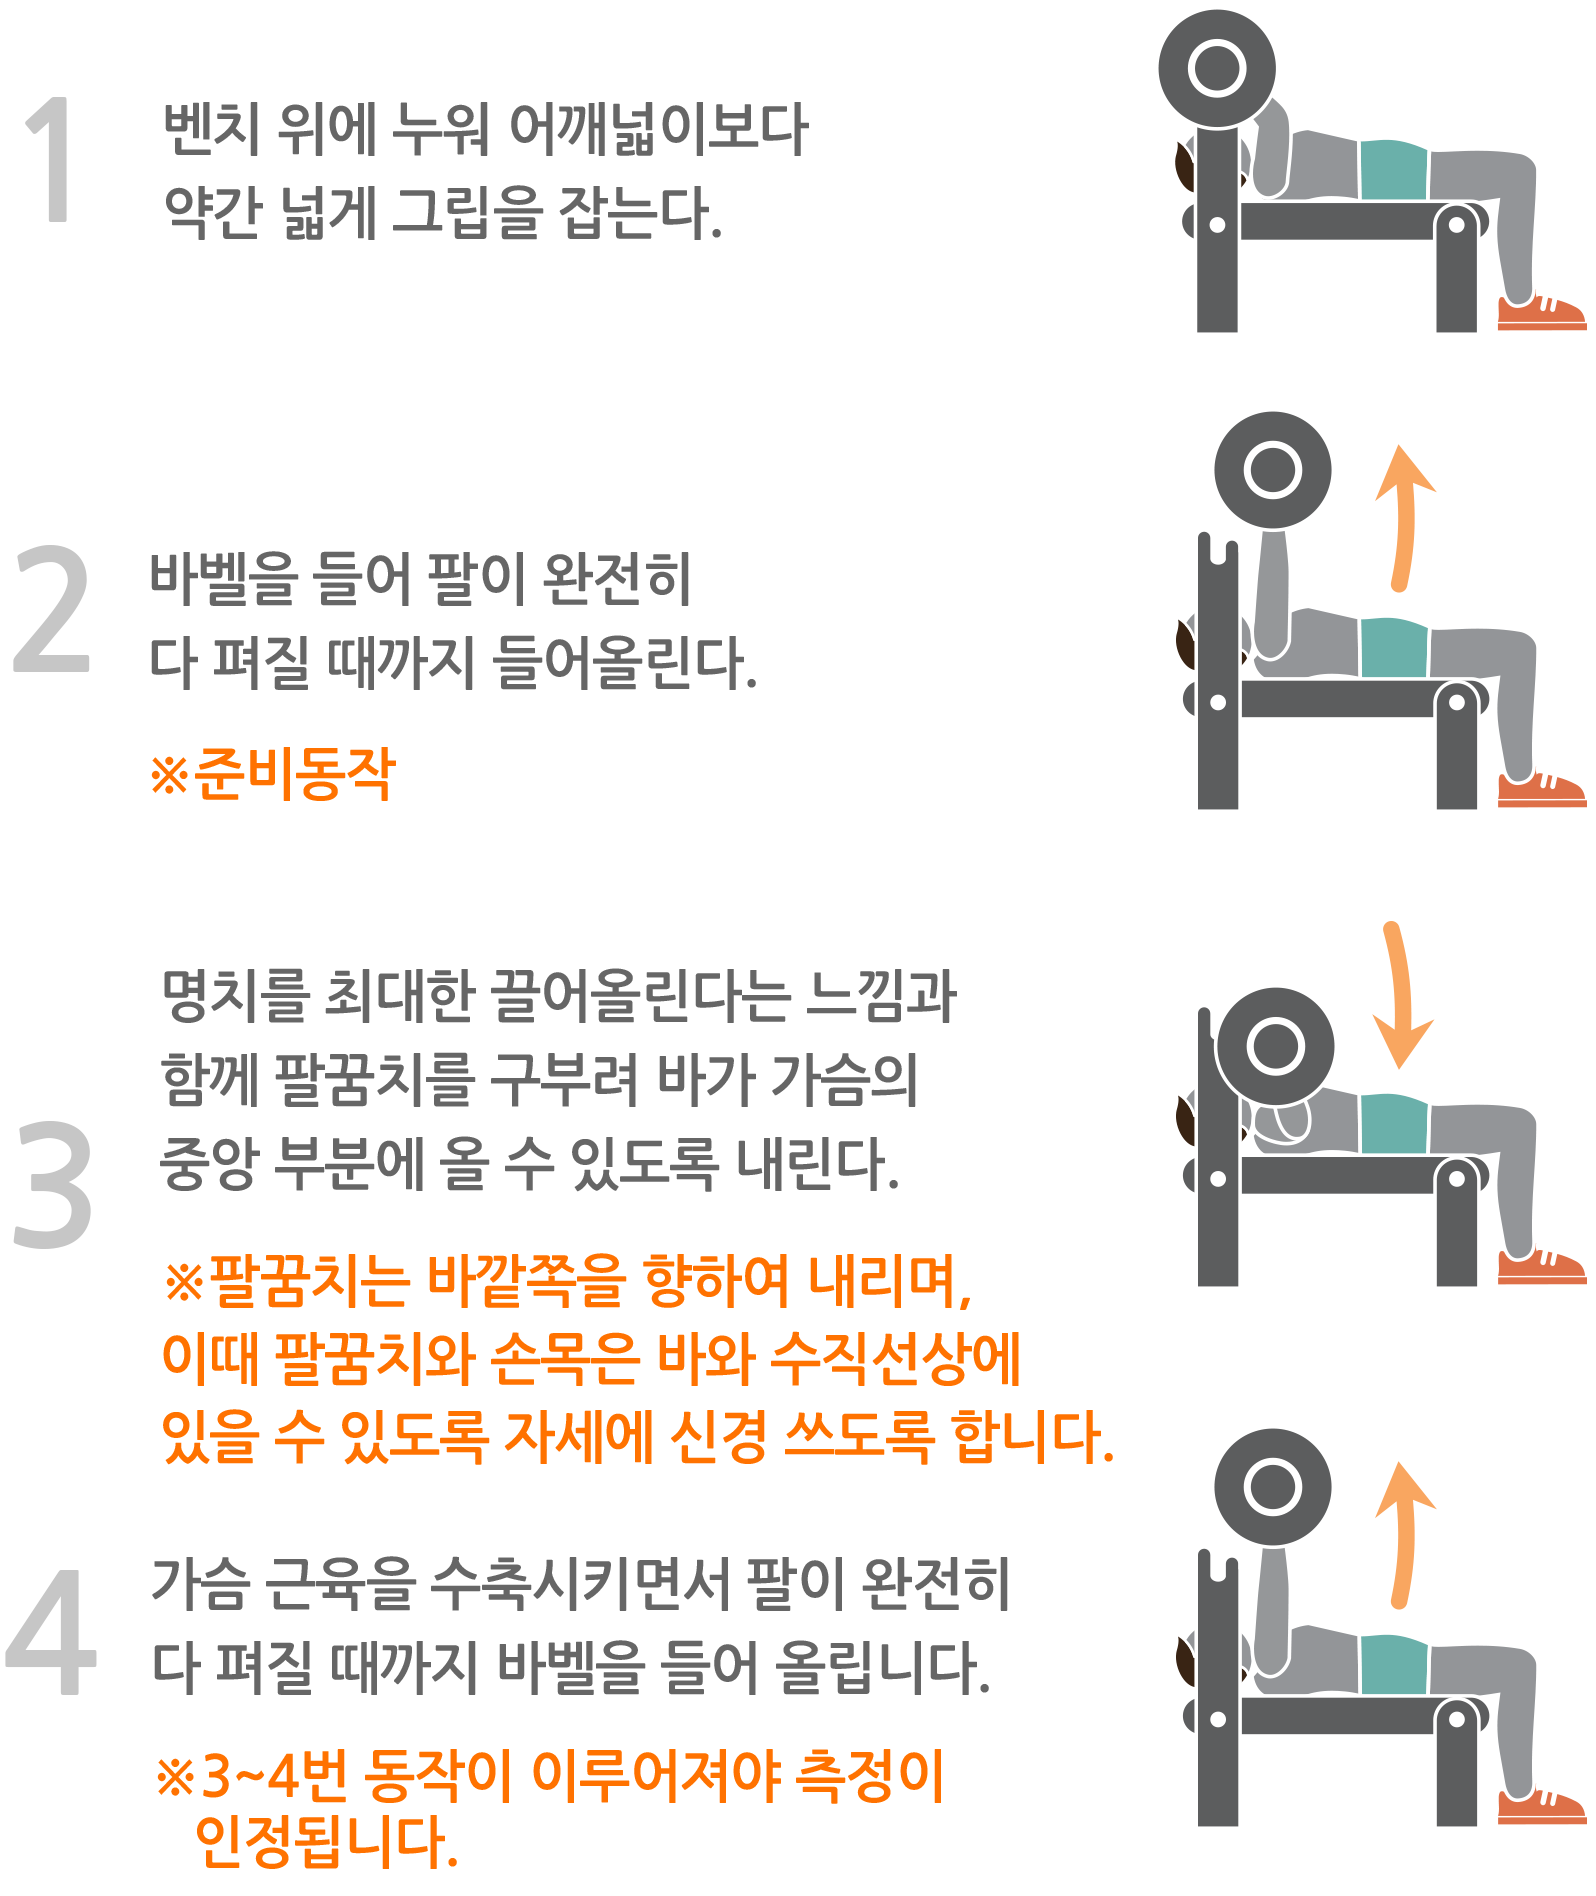 1
벤치 위에 누워 어깨넓이보다
약간 넓게 그립을 잡는다.
2
바벨을 들어 팔이 완전히
다 펴질 때까지 들어올린다.
※준비동작
3
명치를 최대한 끌어올린다는 느낌과
함께 팔꿈치를 구부려 바가 가슴의
중앙 부분에 올 수 있도록 내린다.
※팔꿈치는 바깥쪽을 향하여 내리며,
이때 팔꿈치와 손목은 바와 수직선상에
있을 수 있도록 자세에 신경 쓰도록 합니다.
4
가슴 근육을 수축시키면서 팔이 완전히
다 펴질 때까지 바벨을 들어 올립니다.
※3~4번 동작이 이루어져야 측정이
인정됩니다.